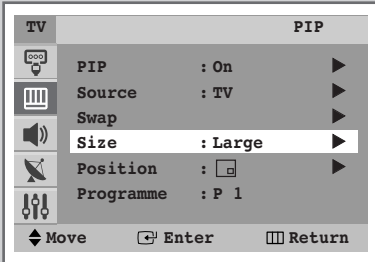 TV PIP
PIP : On
Source : TV
Swap
Size : Large
Position :
Programme : P 1
Move Enter Return